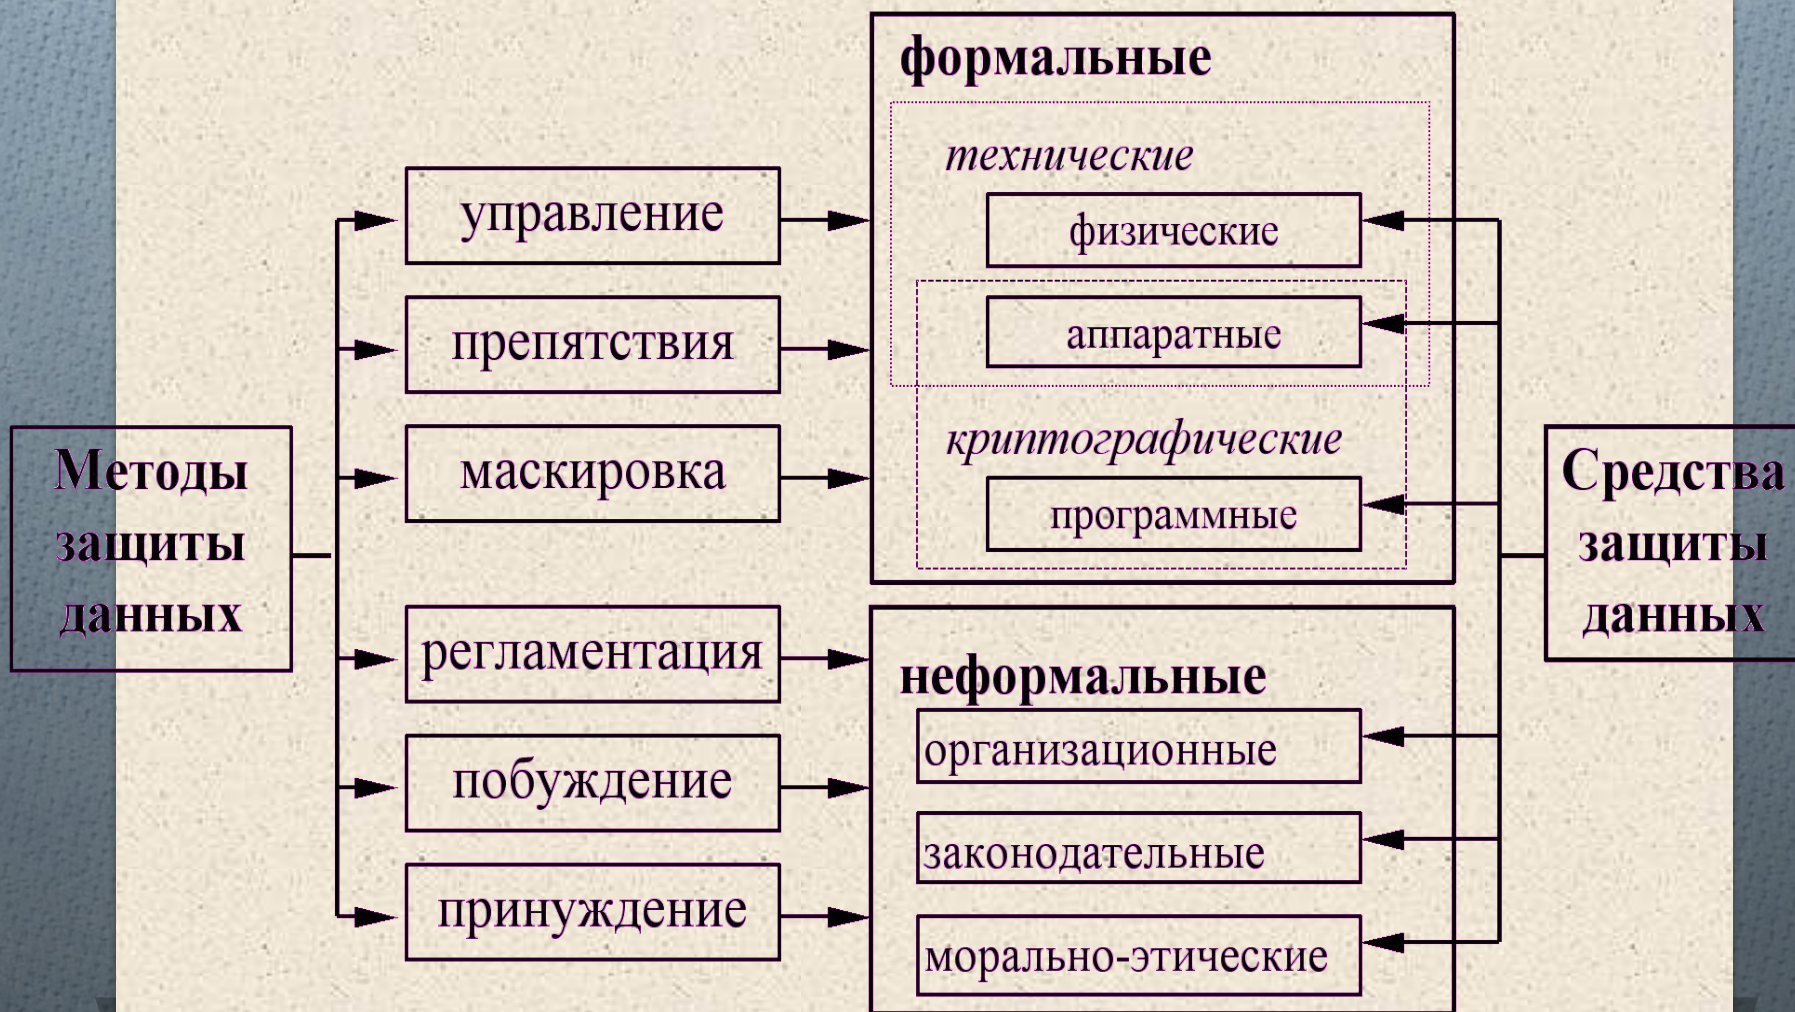 Методы
защиты
данных
управление
препятствия
маскировка
регламентация
побуждение
принуждение
формальные
технические
физические
аппаратные
криптографические
программные
неформальные
организационные
законодательные
морально-этические
Средства
защиты
данных